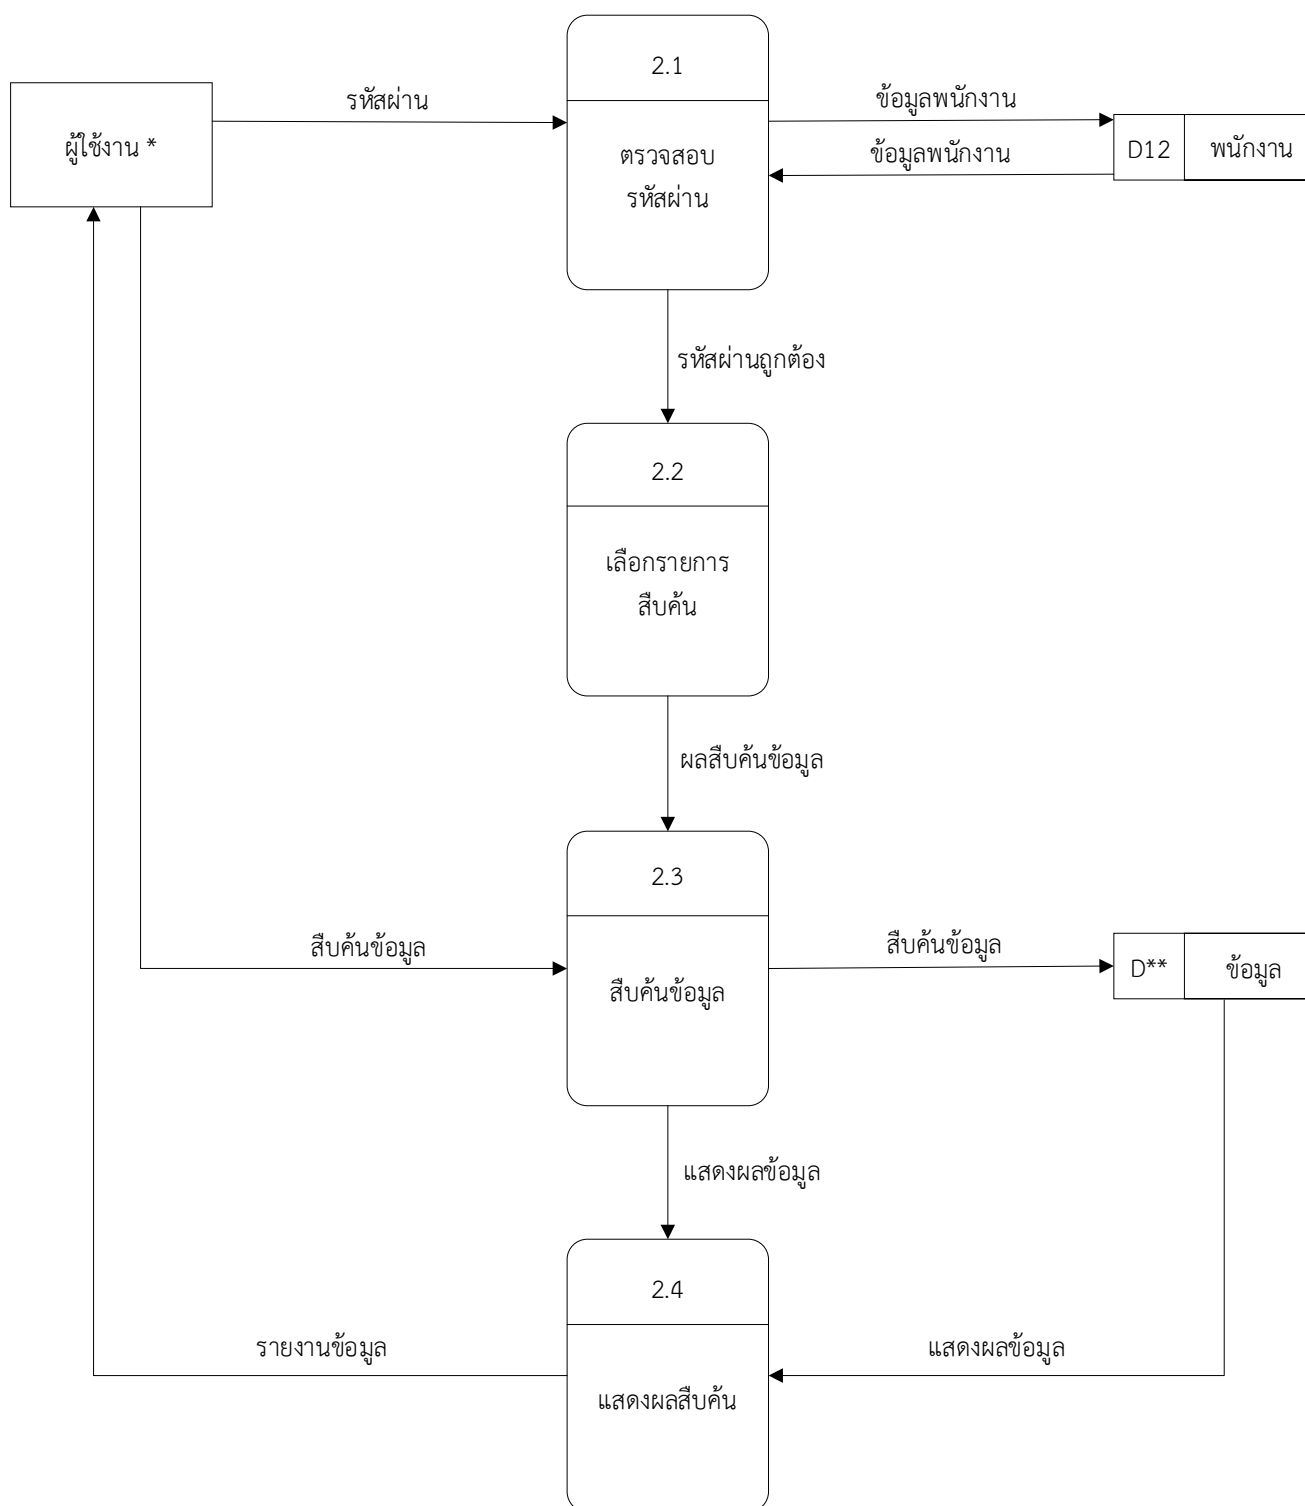 2.1
ผู้ใช้งาน *
รหัสผ่าน
ตรวจสอบ
รหัสผ่าน
ข้อมูลพนักงาน
ข้อมูลพนักงาน
D12
พนักงาน
รหัสผ่านถูกต้อง
2.2
เลือกรายการ
สืบค้น
ผลสืบค้นข้อมูล
2.3
สืบค้นข้อมูล
สืบค้นข้อมูล
สืบค้นข้อมูล
D**
ข้อมูล
แสดงผลข้อมูล
2.4
รายงานข้อมูล
แสดงผลสืบค้น
แสดงผลข้อมูล